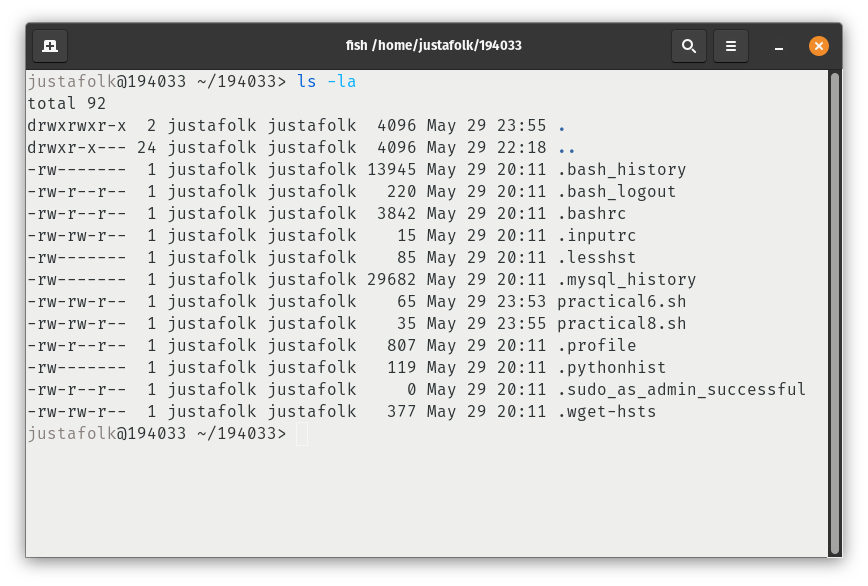 fish /home/justafolk/194033
justafolk@194033 ~/194033> ls -la
total 92
drwxrwxr-x  2 justafolk justafolk  4096 May 29 23:55 .
drwxr-x--- 24 justafolk justafolk  4096 May 29 22:18 ..
-rw-------  1 justafolk justafolk 13945 May 29 20:11 .bash_history
-rw-r--r--  1 justafolk justafolk   220 May 29 20:11 .bash_logout
-rw-r--r--  1 justafolk justafolk  3842 May 29 20:11 .bashrc
-rw-rw-r--  1 justafolk justafolk    15 May 29 20:11 .inputrc
-rw-------  1 justafolk justafolk    85 May 29 20:11 .lesshst
-rw-------  1 justafolk justafolk 29682 May 29 20:11 .mysql_history
-rw-rw-r--  1 justafolk justafolk    65 May 29 23:53 practical6.sh
-rw-rw-r--  1 justafolk justafolk    35 May 29 23:55 practical8.sh
-rw-r--r--  1 justafolk justafolk   807 May 29 20:11 .profile
-rw-------  1 justafolk justafolk   119 May 29 20:11 .pythonhist
-rw-r--r--  1 justafolk justafolk     0 May 29 20:11 .sudo_as_admin_successful
-rw-rw-r--  1 justafolk justafolk   377 May 29 20:11 .wget-hsts
justafolk@194033 ~/194033>